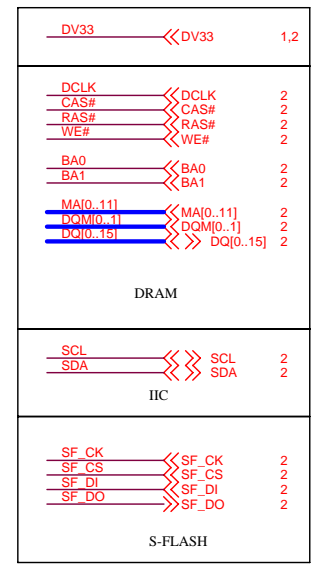 DV33 DV33 1,2
DCLK DCLK 2
CAS# CAS# 2
RAS# RAS# 2
WE# WE# 2
BA0 BA0 2
BA1 BA1 2
MA[0..11] MA[0..11] 2
DQM[0..1] DQM[0..1] 2
DQ[0..15] DQ[0..15] 2
DRAM
SCL SCL 2
SDA SDA 2
IIC
SF_CK SF_CK 2
SF_CS SF_CS 2
SF_DI SF_DI 2
SF_DO SF_DO 2
S-FLASH